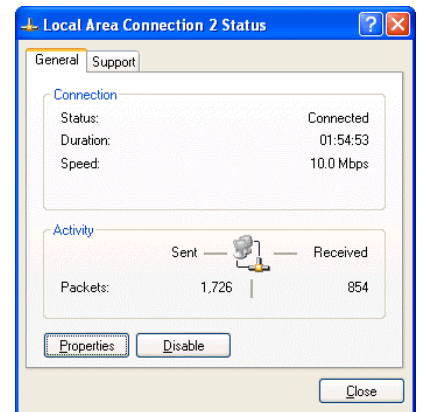 Local Area Connection 2 Status
General Support
Connection
Status: Connected
Duration: 01:54:53
Speed: 10.0 Mbps
Activity
Sent Received
Packets: 1,726 854
Properties Disable
Close